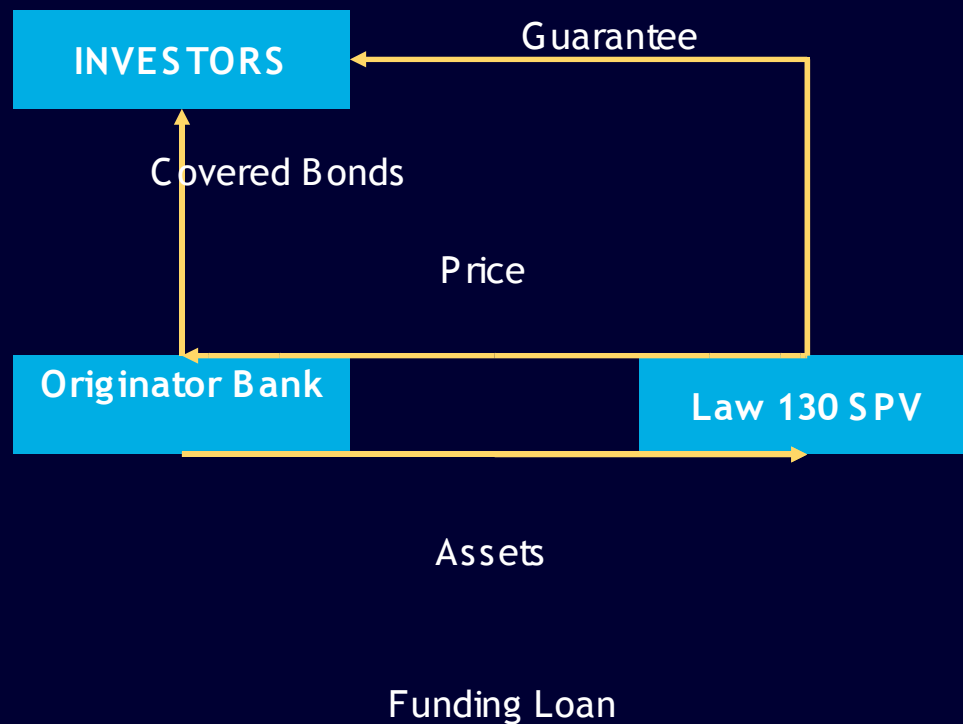 Guarantee
INVESTORS
Covered Bonds
Price
Originator Bank
Law 130 SPV
Assets
Funding Loan